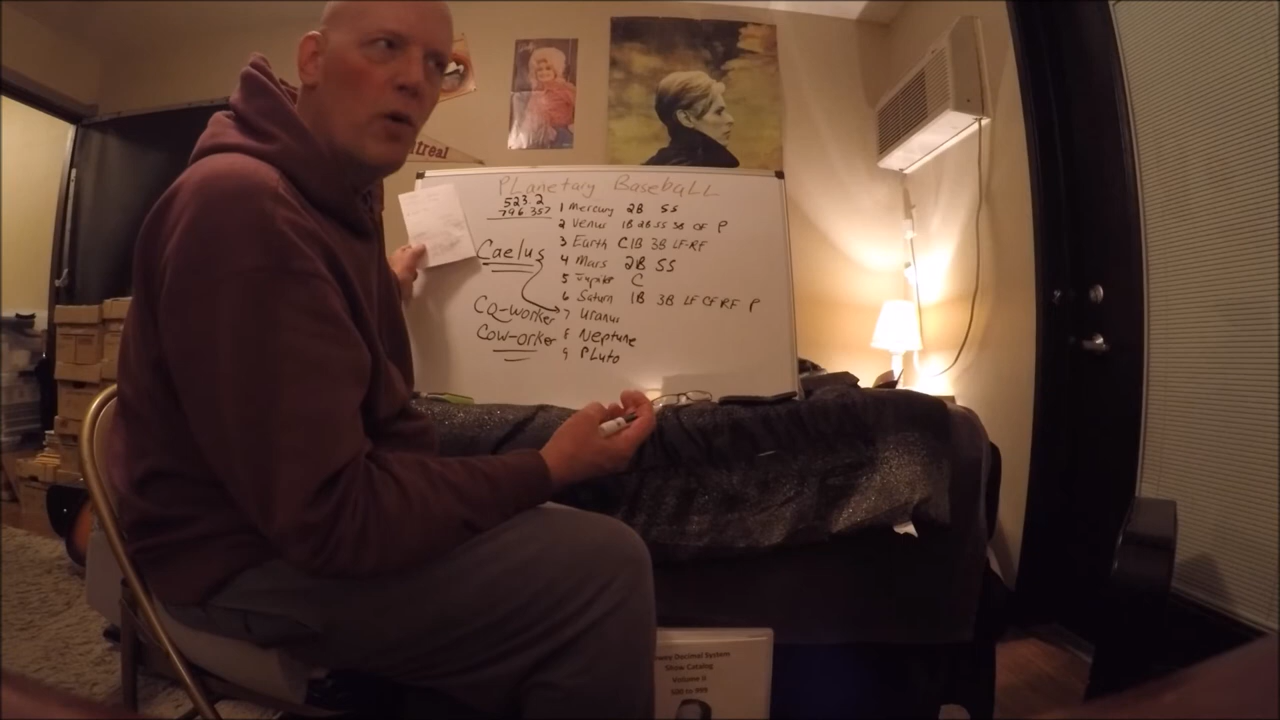 treal
PLanetary BasebaLL
523.2
796.357
1 Mercury 2B SS
2 Venus 1B 2B SS 3B OF P
3 Earth C 1B 3B LF-RF
4 Mars 2B SS
5 Jupiter C
6 Saturn 1B 3B LF CF RF P
7 Uranus
8 Neptune
9 PLuto
Caelus
Co-worker
Cow-orker
ewey Decimal System
Show Catalog
Volume II
500 to 999